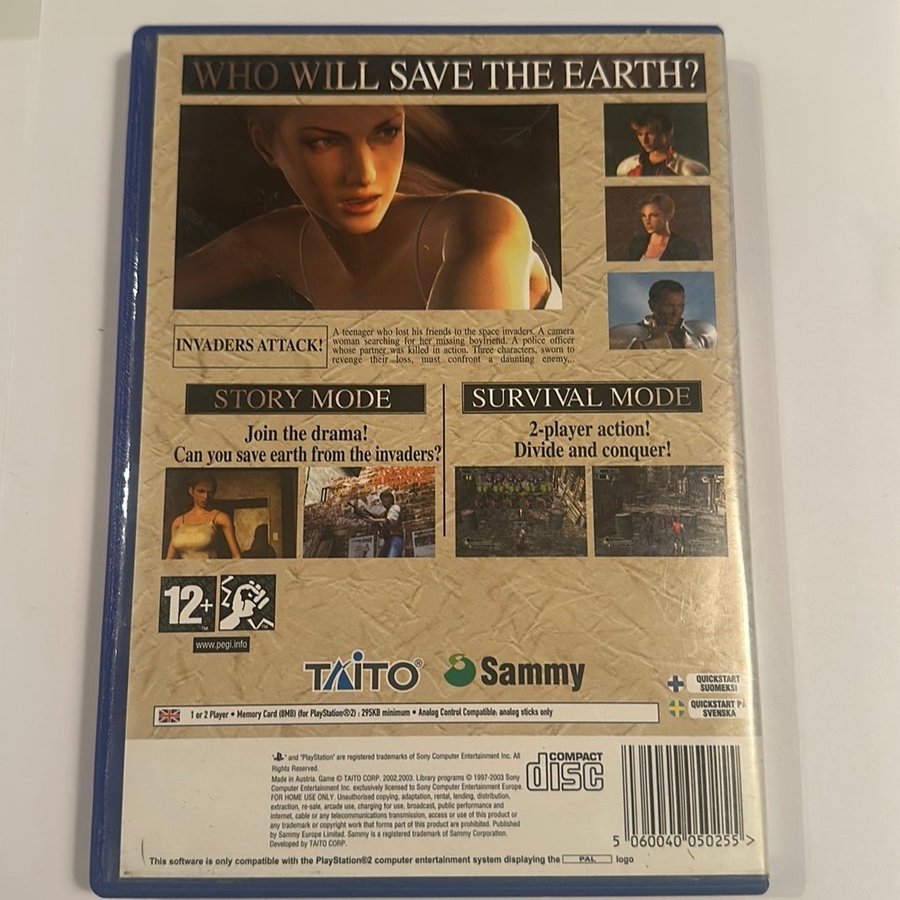 WHO WILL SAVE THE EARTH?
INVADERS ATTACK!
A teenager who lost his friends to the space invaders. A camera
woman searching for her missing boyfriend. A police officer
whose partner was killed in action. Three characters, sworn to
revenge their loss, must confront a daunting enemy...
STORY MODE
Join the drama!
Can you save earth from the invaders?
SURVIVAL MODE
2-player action!
Divide and conquer!
12+
TM
www.pegi.info
TM
TAITO®
Sammy
QUICKSTART
SUOMEKSI
QUICKSTART PÅ
SVENSKA
1 or 2 Player • Memory Card (8MB) (for PlayStation®2) : 295KB minimum • Analog Control Compatible: analog sticks only
" and "PlayStation" are registered trademarks of Sony Computer Entertainment Inc. All
Rights Reserved.
Made in Austria. Game © TAITO CORP. 2002,2003. Library programs © 1997-2003 Sony
Computer Entertainment Inc. exclusively licensed to Sony Computer Entertainment Europe.
FOR HOME USE ONLY. Unauthorised copying, adaptation, rental, lending, distribution,
extraction, re-sale, arcade use, charging for use, broadcast, public performance and
internet, cable or any telecommunications transmission, access or use of this product or
any trademark or copyright work that forms part of this product are prohibited. Published
by Sammy Europe Limited. Sammy is a registered trademark of Sammy Corporation.
Developed by TAITO CORP.
COMPACT
disc
5 060040 050255 >
This software is only compatible with the PlayStation®2 computer entertainment system displaying the PAL logo